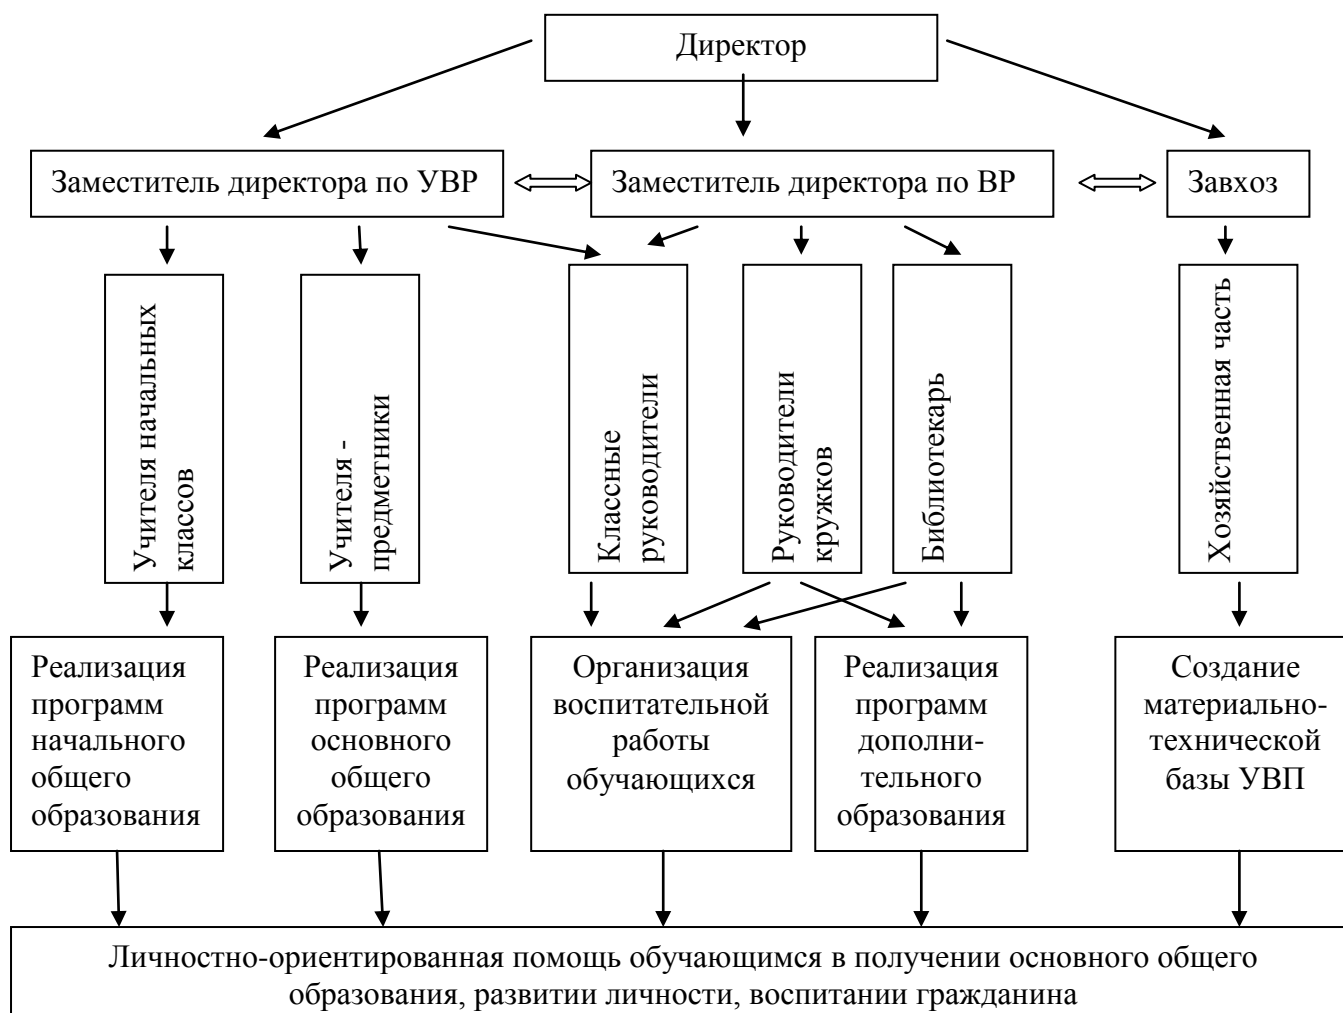 Директор
Заместитель директора по УВР
Заместитель директора по ВР
Завхоз
Учителя начальных
классов
Учителя -
предметники
Классные
руководители
Руководители
кружков
Библиотекарь
Хозяйственная часть
Реализация
программ
начального
общего
образования
Реализация
программ
основного
общего
образования
Организация
воспитательной
работы
обучающихся
Реализация
программ
дополни-
тельного
образования
Создание
материально-
технической
базы УВП
Личностно-ориентированная помощь обучающимся в получении основного общего
образования, развитии личности, воспитании гражданина